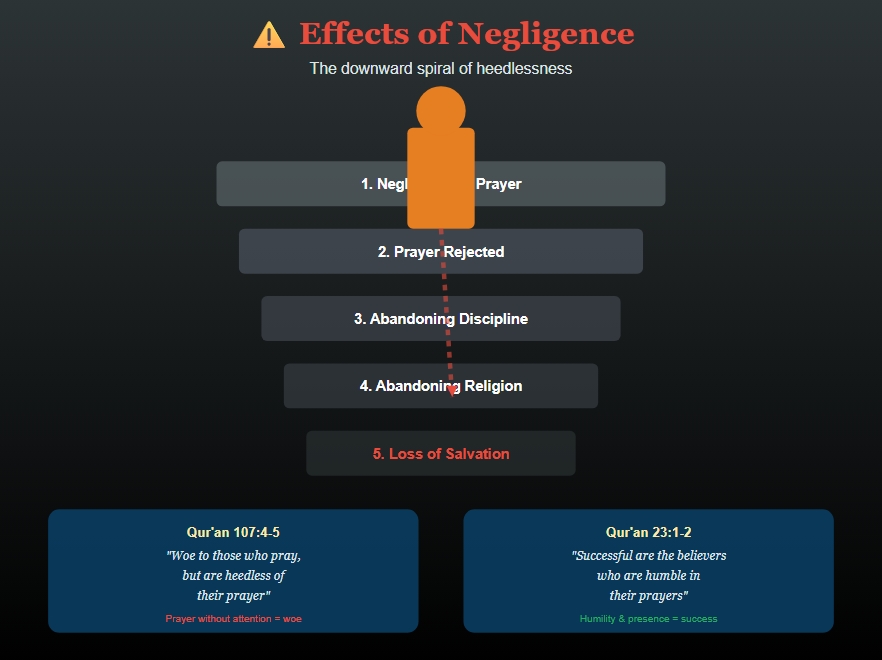 Effects of Negligence
The downward spiral of heedlessness
1. Negl Prayer
2. Prayer Rejected
3. Abandoning Discipline
4. Abandoning Religion
5. Loss of Salvation
Qur'an 107:4-5
"Woe to those who pray,
but are heedless of
their prayer"
Prayer without attention = woe
Qur'an 23:1-2
"Successful are the believers
who are humble in
their prayers"
Humility & presence = success